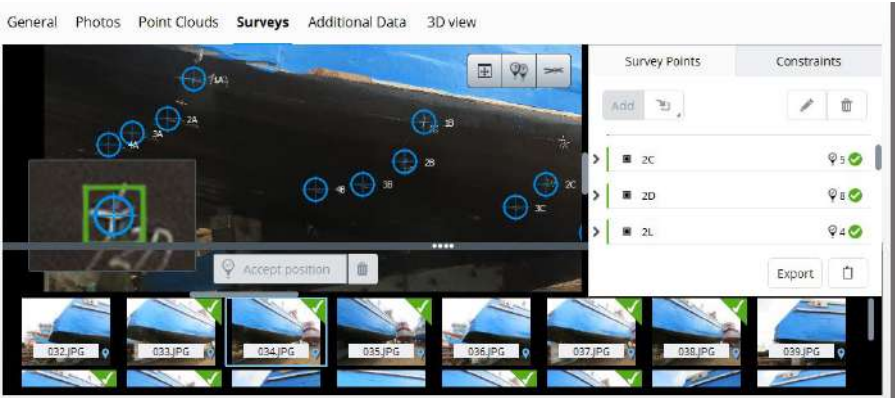 General Photos Point Clouds Surveys Additional Data 3D view
Survey Points Constraints
Add
1A
2A
3A
4A
1B
2B
3B
4B
2C
3C
2C 5
2D 8
2L 4
Accept position
Export
032.JPG 033.JPG 034.JPG 035.JPG 036.JPG 037.JPG 038.JPG 039.JPG